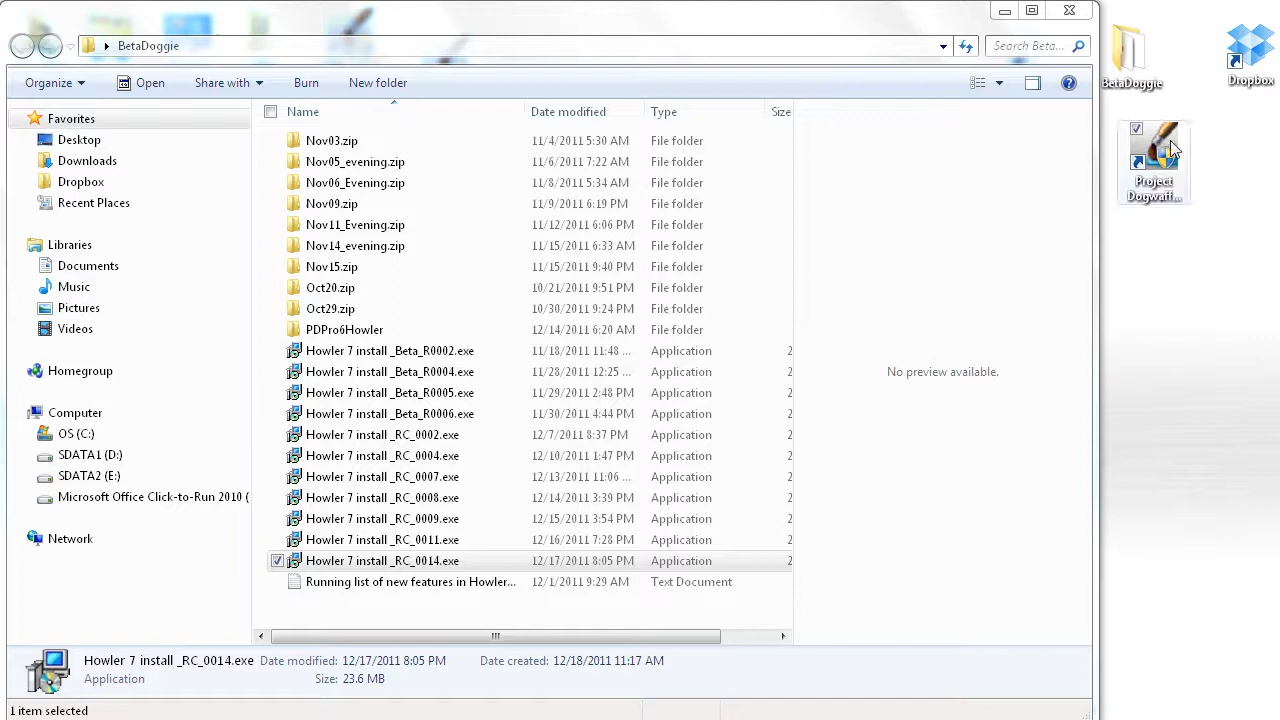 BetaDoggie
Search Beta...
Organize
Open
Share with
Burn
New folder
Name
Date modified
Type
Size
Favorites
Desktop
Downloads
Dropbox
Recent Places
Libraries
Documents
Music
Pictures
Videos
Homegroup
Computer
OS (C:)
SDATA1 (D:)
SDATA2 (E:)
Microsoft Office Click-to-Run 2010 (
Network
Nov03.zip 11/4/2011 5:30 AM File folder
Nov05_evening.zip 11/6/2011 7:22 AM File folder
Nov06_Evening.zip 11/8/2011 5:34 AM File folder
Nov09.zip 11/9/2011 6:19 PM File folder
Nov11_Evening.zip 11/12/2011 6:06 PM File folder
Nov14_evening.zip 11/15/2011 6:33 AM File folder
Nov15.zip 11/15/2011 9:40 PM File folder
Oct20.zip 10/21/2011 9:51 PM File folder
Oct29.zip 10/30/2011 9:24 PM File folder
PDPro6Howler 12/14/2011 6:20 AM File folder
Howler 7 install _Beta_R0002.exe 11/18/2011 11:48 ... Application 2
Howler 7 install _Beta_R0004.exe 11/28/2011 12:25 ... Application 2
Howler 7 install _Beta_R0005.exe 11/29/2011 2:48 PM Application 2
Howler 7 install _Beta_R0006.exe 11/30/2011 4:44 PM Application 2
Howler 7 install _RC_0002.exe 12/7/2011 8:37 PM Application 2
Howler 7 install _RC_0004.exe 12/10/2011 1:47 PM Application 2
Howler 7 install _RC_0007.exe 12/13/2011 11:06 ... Application 2
Howler 7 install _RC_0008.exe 12/14/2011 3:39 PM Application 2
Howler 7 install _RC_0009.exe 12/15/2011 3:54 PM Application 2
Howler 7 install _RC_0011.exe 12/16/2011 7:28 PM Application 2
Howler 7 install _RC_0014.exe 12/17/2011 8:05 PM Application 2
Running list of new features in Howler... 12/1/2011 9:29 AM Text Document
No preview available.
Howler 7 install _RC_0014.exe Date modified: 12/17/2011 8:05 PM Date created: 12/18/2011 11:17 AM
Application Size: 23.6 MB
1 item selected
BetaDoggie
Dropbox
Project
Dogwaff...